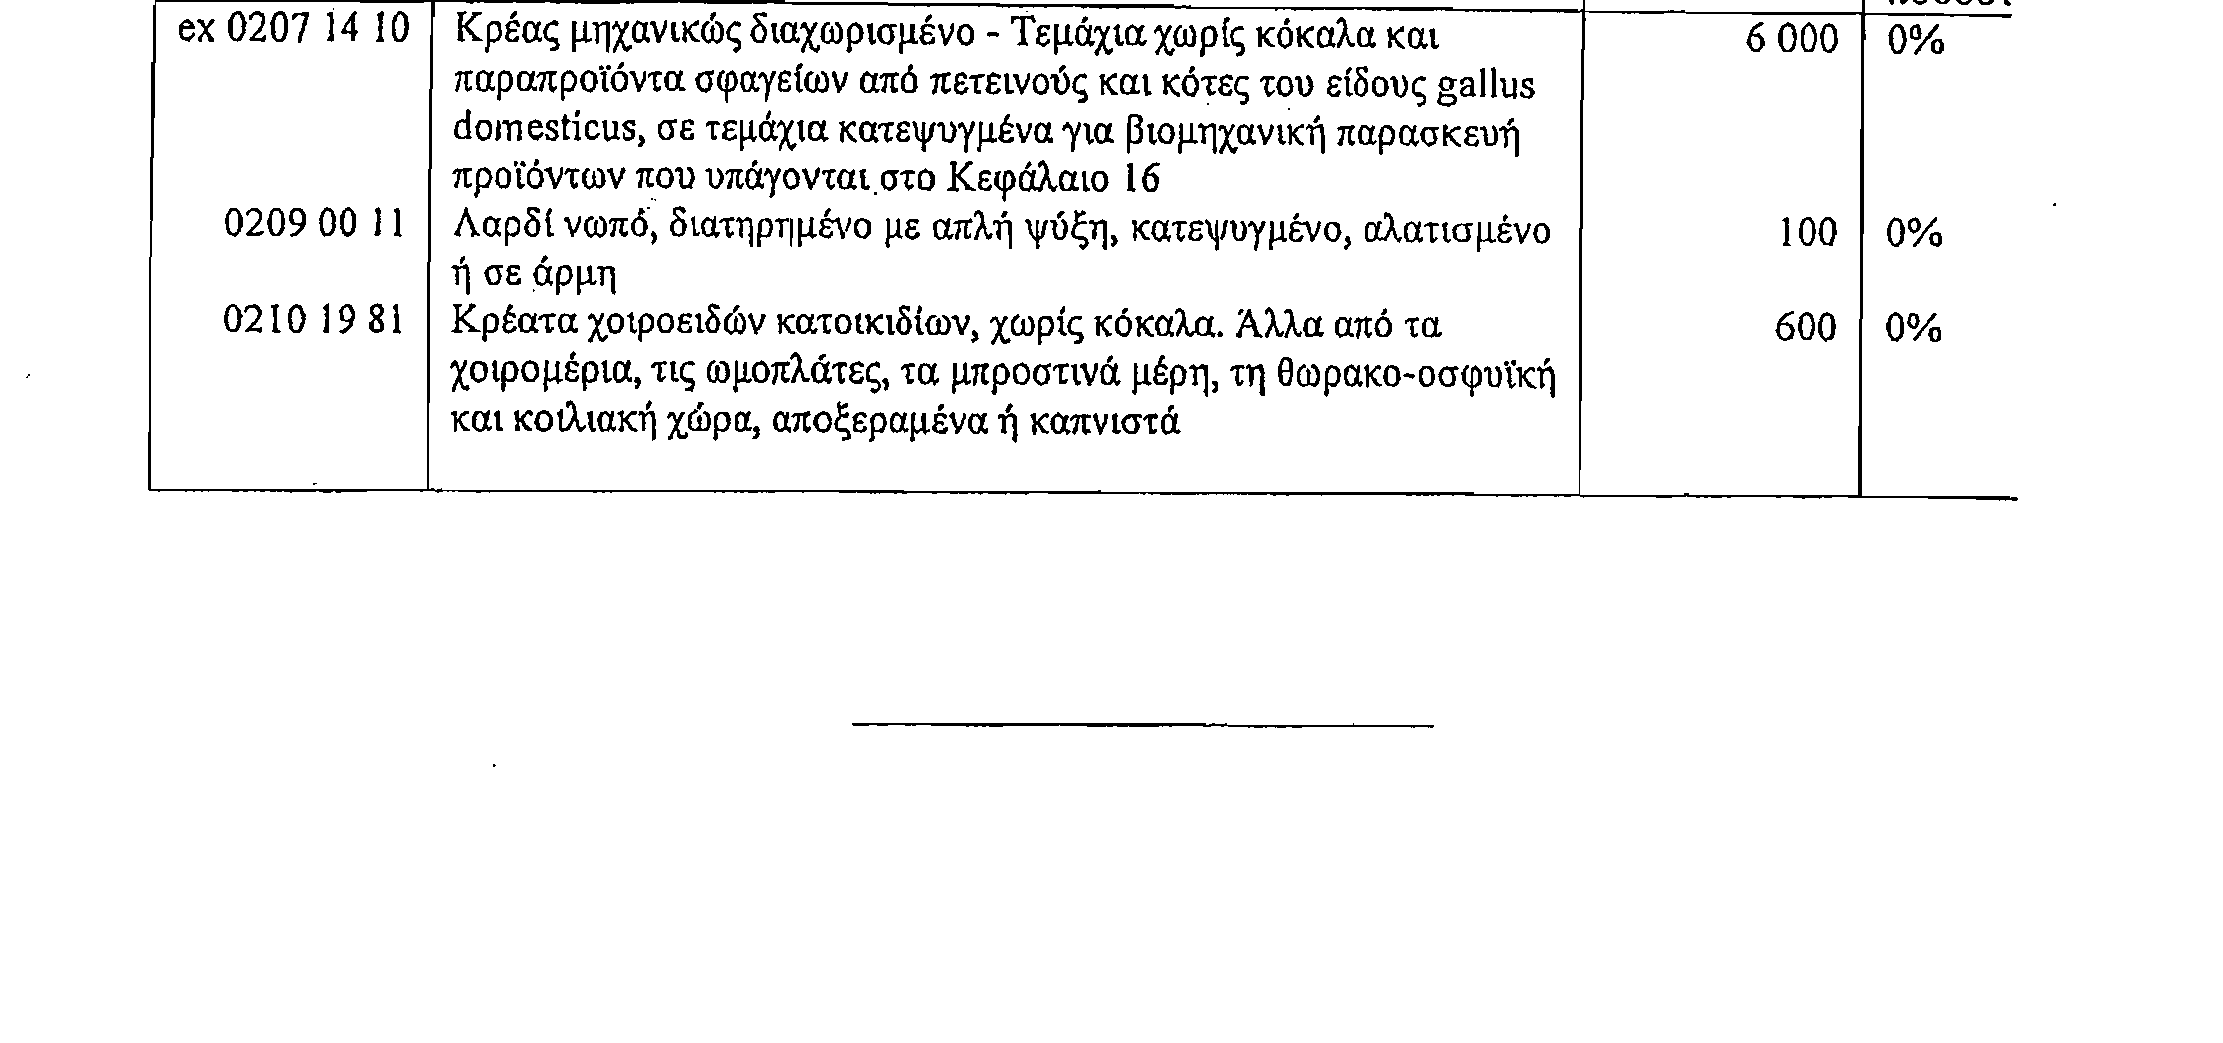 ex 0207 14 10 Κρέας μηχανικώς διαχωρισμένο - Τεμάχια χωρίς κόκαλα και 6 000 0%
παραπροϊόντα σφαγείων από πετεινούς και κότες του είδους gallus
domesticus, σε τεμάχια κατεψυγμένα για βιομηχανική παρασκευή
προϊόντων που υπάγονται στο Κεφάλαιο 16
0209 00 11 Λαρδί νωπό, διατηρημένο με απλή ψύξη, κατεψυγμένο, αλατισμένο 100 0%
ή σε άρμη
0210 19 81 Κρέατα χοιροειδών κατοικιδίων, χωρίς κόκαλα. Άλλα από τα 600 0%
χοιρομέρια, τις ωμοπλάτες, τα μπροστινά μέρη, τη θωρακο-οσφυϊκή
και κοιλιακή χώρα, αποξεραμένα ή καπνιστά